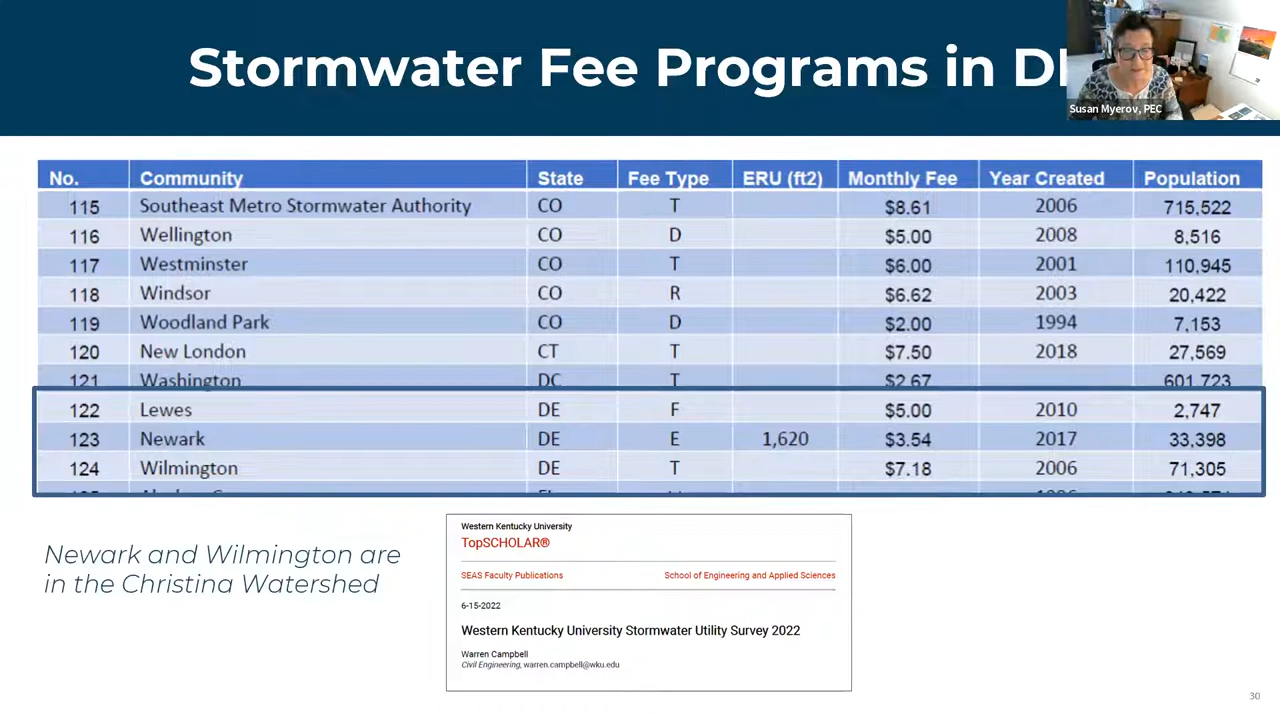 Stormwater Fee Programs in
Susan Myerov, PEC
No. Community State Fee Type ERU (ft2) Monthly Fee Year Created Population
115 Southeast Metro Stormwater Authority CO T $8.61 2006 715,522
116 Wellington CO D $5.00 2008 8,516
117 Westminster CO T $6.00 2001 110,945
118 Windsor CO R $6.62 2003 20,422
119 Woodland Park CO D $2.00 1994 7,153
120 New London CT T $7.50 2018 27,569
121 Washington DC T $2.67 601,723
122 Lewes DE F $5.00 2010 2,747
123 Newark DE E 1,620 $3.54 2017 33,398
124 Wilmington DE T $7.18 2006 71,305
Newark and Wilmington are
in the Christina Watershed
Western Kentucky University
TopSCHOLAR®
SEAS Faculty Publications School of Engineering and Applied Sciences
6-15-2022
Western Kentucky University Stormwater Utility Survey 2022
Warren Campbell
Civil Engineering, warren.campbell@wku.edu
30